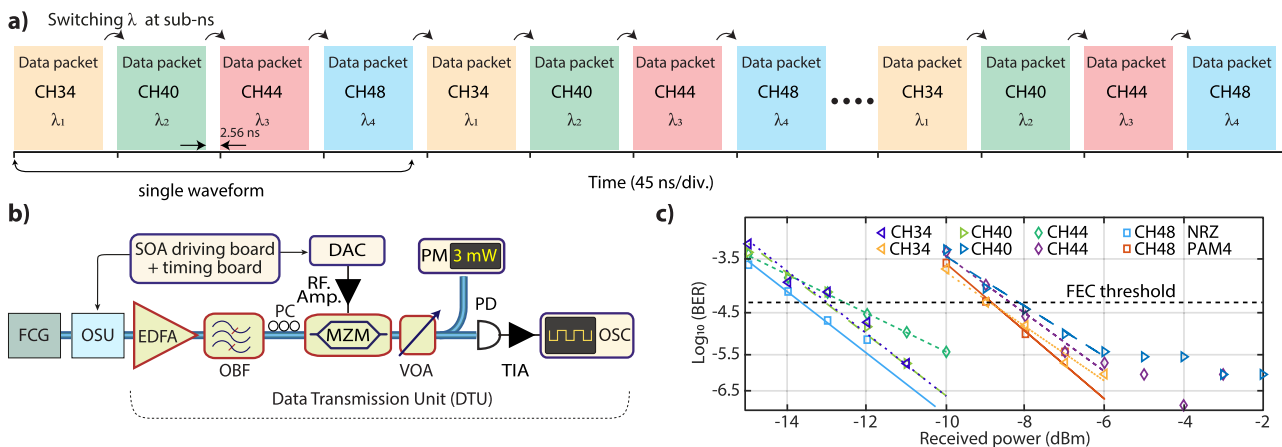 a) Switching λ at sub-ns
Data packet Data packet Data packet Data packet Data packet Data packet Data packet Data packet Data packet Data packet Data packet Data packet
CH34 CH40 CH44 CH48 CH34 CH40 CH44 CH48 CH34 CH40 CH44 CH48
λ1 λ2 λ3 λ4 λ1 λ2 λ3 λ4 λ1 λ2 λ3 λ4
2.56 ns
single waveform
Time (45 ns/div.)
b)
SOA driving board
+ timing board
DAC
PM 3 mW
RF.
Amp.
PC
PD
FCG
OSU
EDFA
MZM
OSC
OBF
VOA
TIA
Data Transmission Unit (DTU)
c)
CH34 CH40 CH44 CH48 NRZ
CH34 CH40 CH44 CH48 PAM4
FEC threshold
Log10 (BER)
-3.5
-4.5
-5.5
-6.5
-14 -12 -10 -8 -6 -4 -2
Received power (dBm)